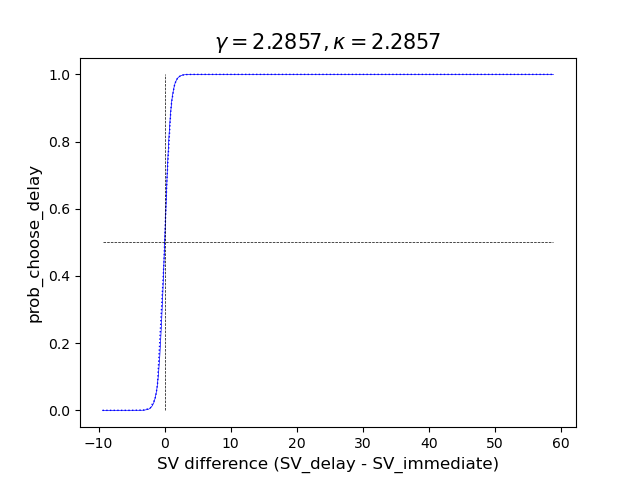 γ = 2.2857, κ = 2.2857
1.0
0.8
0.6
0.4
0.2
0.0
prob_choose_delay
−10 0 10 20 30 40 50 60
SV difference (SV_delay - SV_immediate)